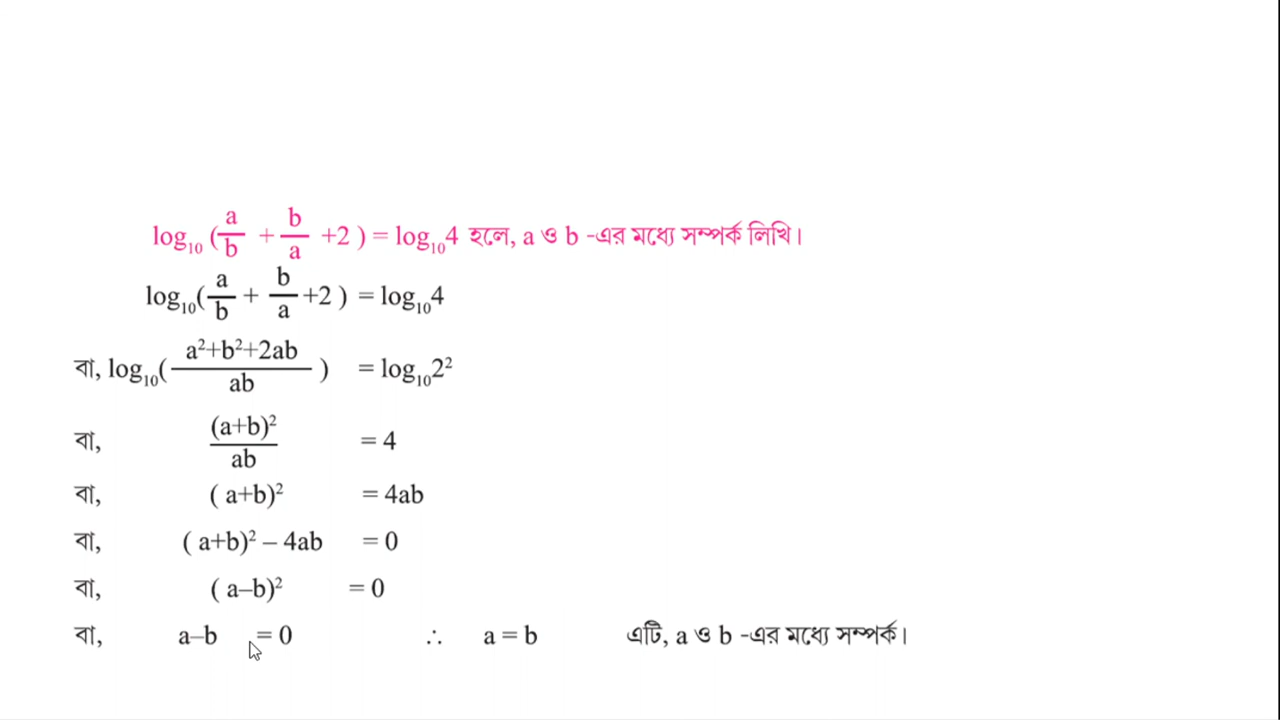 log₁₀ (a/b + b/a +2 ) = log₁₀4 হলে, a ও b -এর মধ্যে সম্পর্ক লিখি।
log₁₀(a/b + b/a +2 ) = log₁₀4
বা, log₁₀( a²+b²+2ab/ab ) = log₁₀2²
বা, (a+b)²/ab = 4
বা, ( a+b)² = 4ab
বা, ( a+b)² – 4ab = 0
বা, ( a–b)² = 0
বা, a–b = 0 ∴ a = b এটি, a ও b -এর মধ্যে সম্পর্ক।